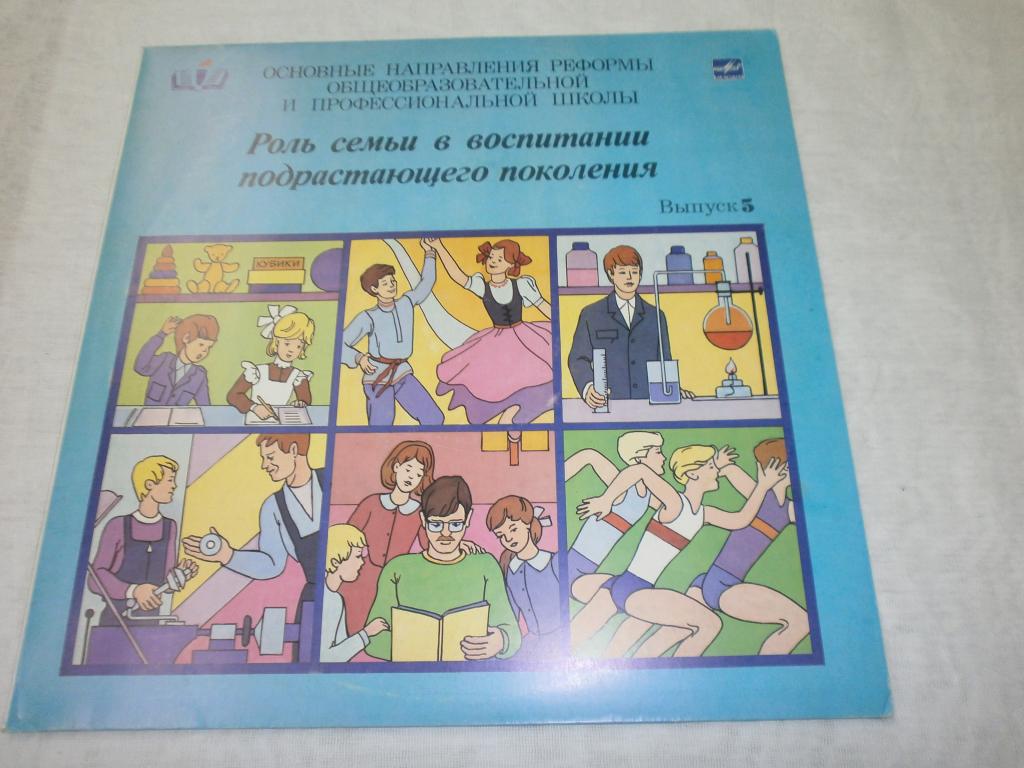 ОСНОВНЫЕ НАПРАВЛЕНИЯ РЕФОРМЫ
ОБЩЕОБРАЗОВАТЕЛЬНОЙ
И ПРОФЕССИОНАЛЬНОЙ ШКОЛЫ
Роль семьи в воспитании
подрастающего поколения
Выпуск 5
КУБИКИ